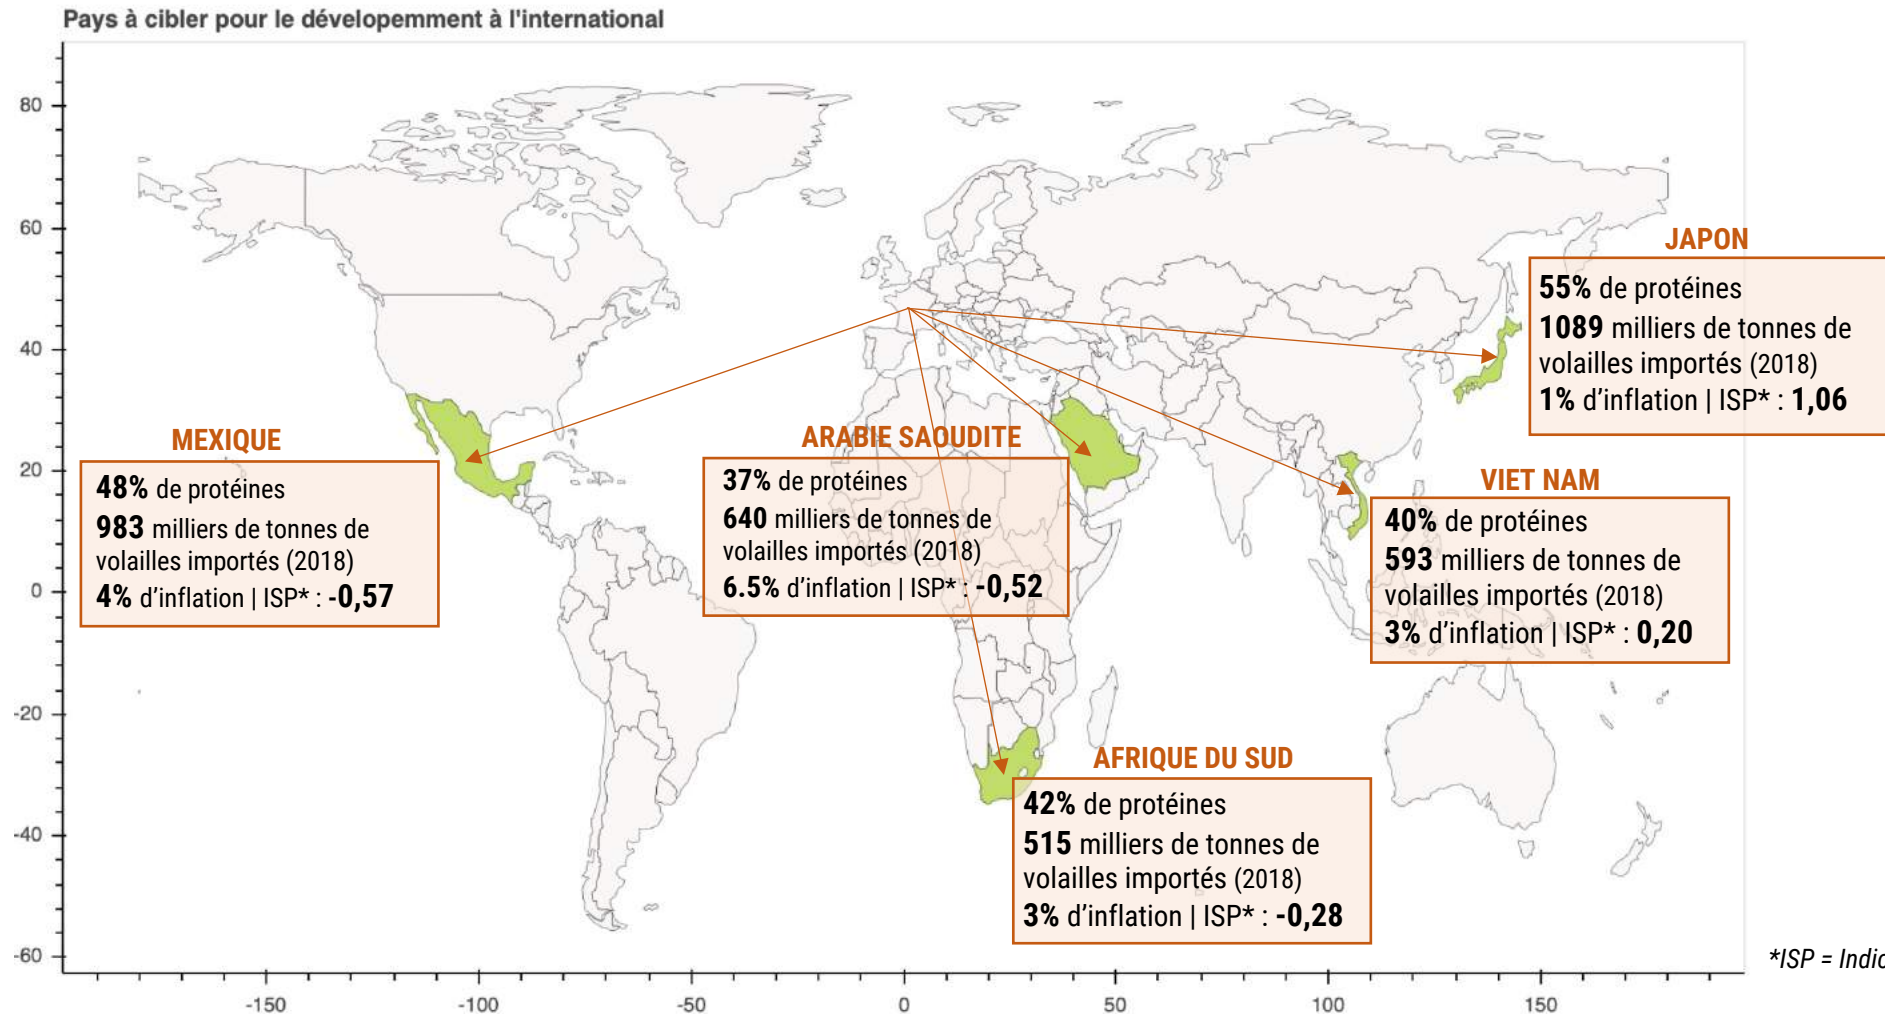 Pays à cibler pour le dévelopemment à l'international
80
60
40
20
0
-20
-40
-60
-150
-100
-50
0
50
100
150
MEXIQUE
48% de protéines
983 milliers de tonnes de
volailles importés (2018)
4% d’inflation | ISP* : -0,57
ARABIE SAOUDITE
37% de protéines
640 milliers de tonnes de
volailles importés (2018)
6.5% d’inflation | ISP* : -0,52
JAPON
55% de protéines
1089 milliers de tonnes de
volailles importés (2018)
1% d’inflation | ISP* : 1,06
VIET NAM
40% de protéines
593 milliers de tonnes de
volailles importés (2018)
3% d’inflation | ISP* : 0,20
AFRIQUE DU SUD
42% de protéines
515 milliers de tonnes de
volailles importés (2018)
3% d’inflation | ISP* : -0,28
*ISP = Indic